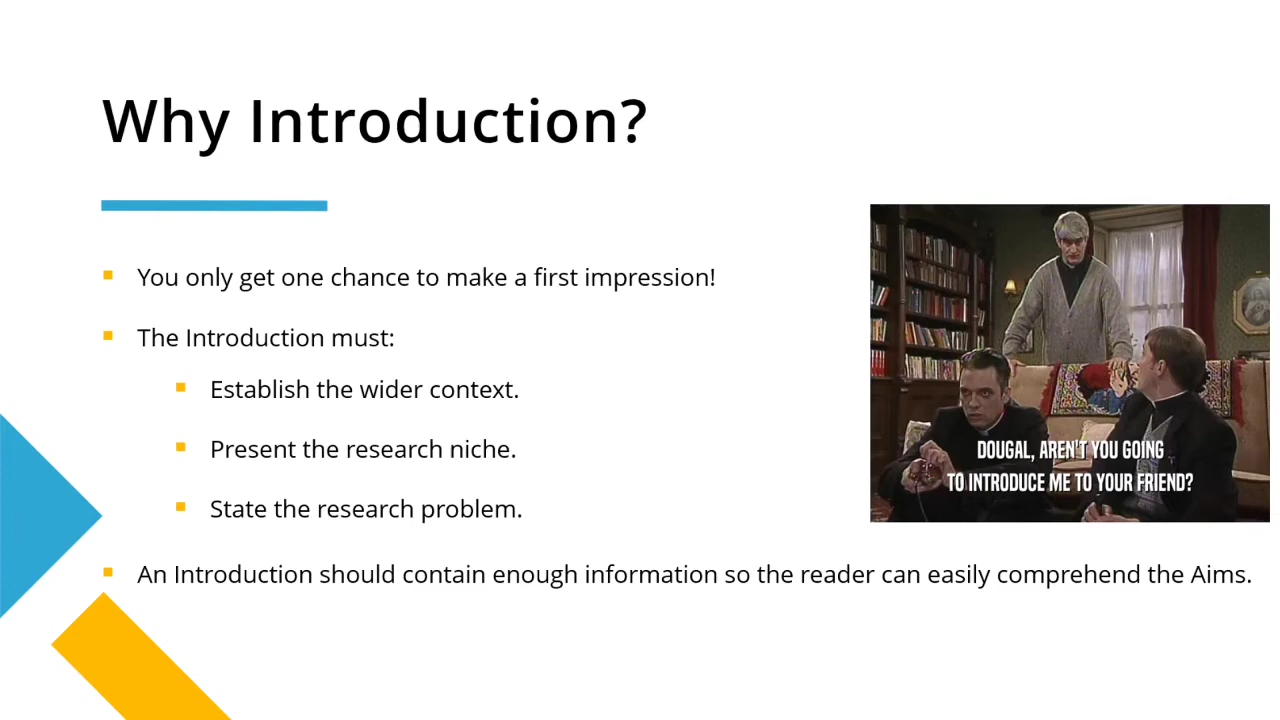 Why Introduction?
You only get one chance to make a first impression!
The Introduction must:
Establish the wider context.
Present the research niche.
State the research problem.
DOUGAL, AREN'T YOU GOING
TO INTRODUCE ME TO YOUR FRIEND?
An Introduction should contain enough information so the reader can easily comprehend the Aims.